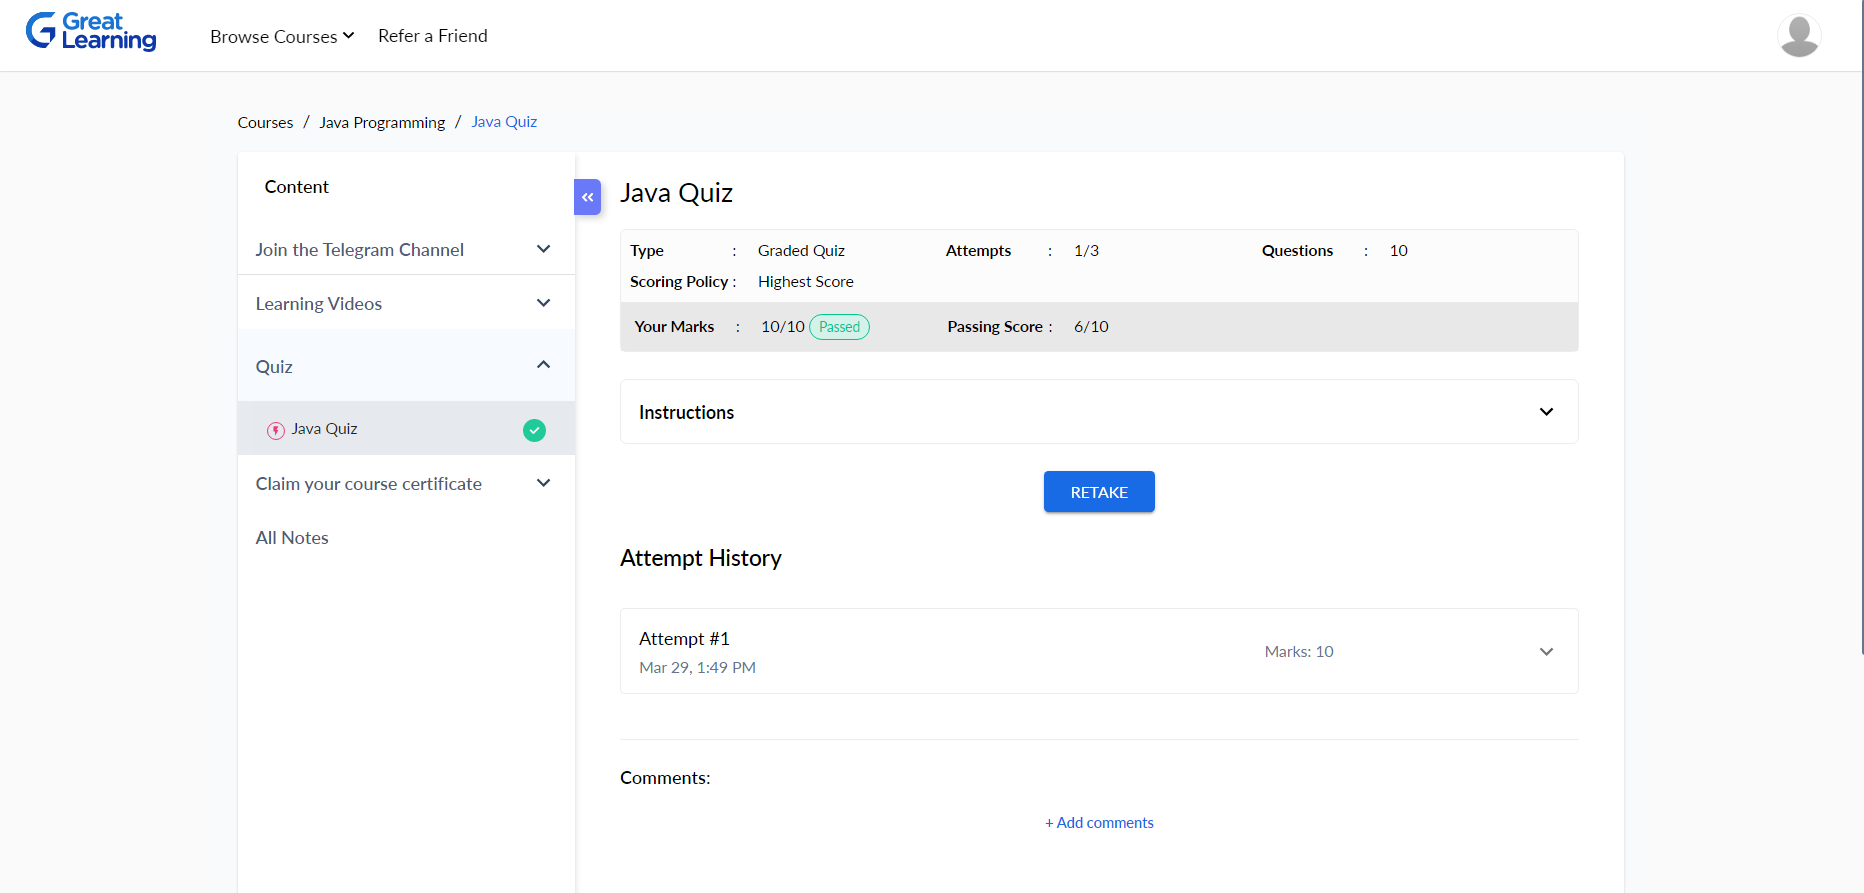 Great
Learning
Browse Courses
Refer a Friend
Courses / Java Programming / Java Quiz
Content
Join the Telegram Channel
Learning Videos
Quiz
Java Quiz
Claim your course certificate
All Notes
Java Quiz
Type : Graded Quiz Attempts : 1/3 Questions : 10
Scoring Policy : Highest Score
Your Marks : 10/10 Passed Passing Score : 6/10
Instructions
RETAKE
Attempt History
Attempt #1
Mar 29, 1:49 PM
Marks: 10
Comments:
+ Add comments